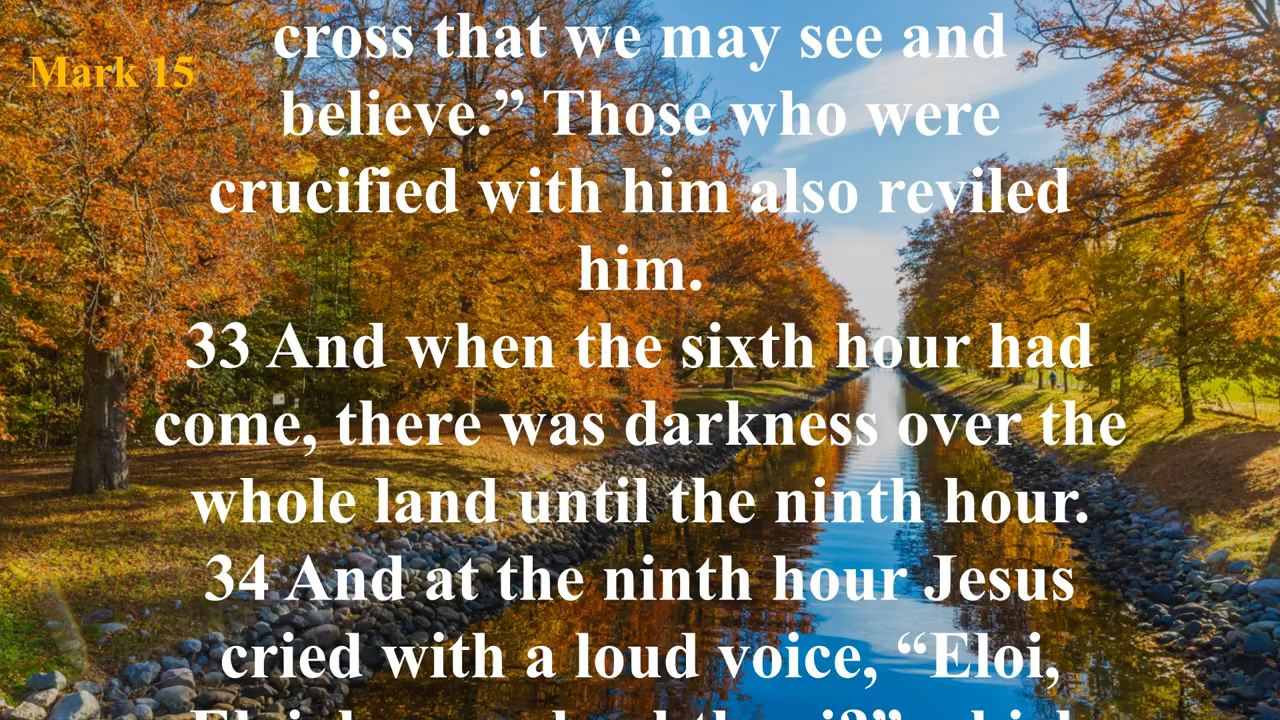 Mark 15
cross that we may see and
believe.” Those who were
crucified with him also reviled
him.
33 And when the sixth hour had
come, there was darkness over the
whole land until the ninth hour.
34 And at the ninth hour Jesus
cried with a loud voice, “Eloi,